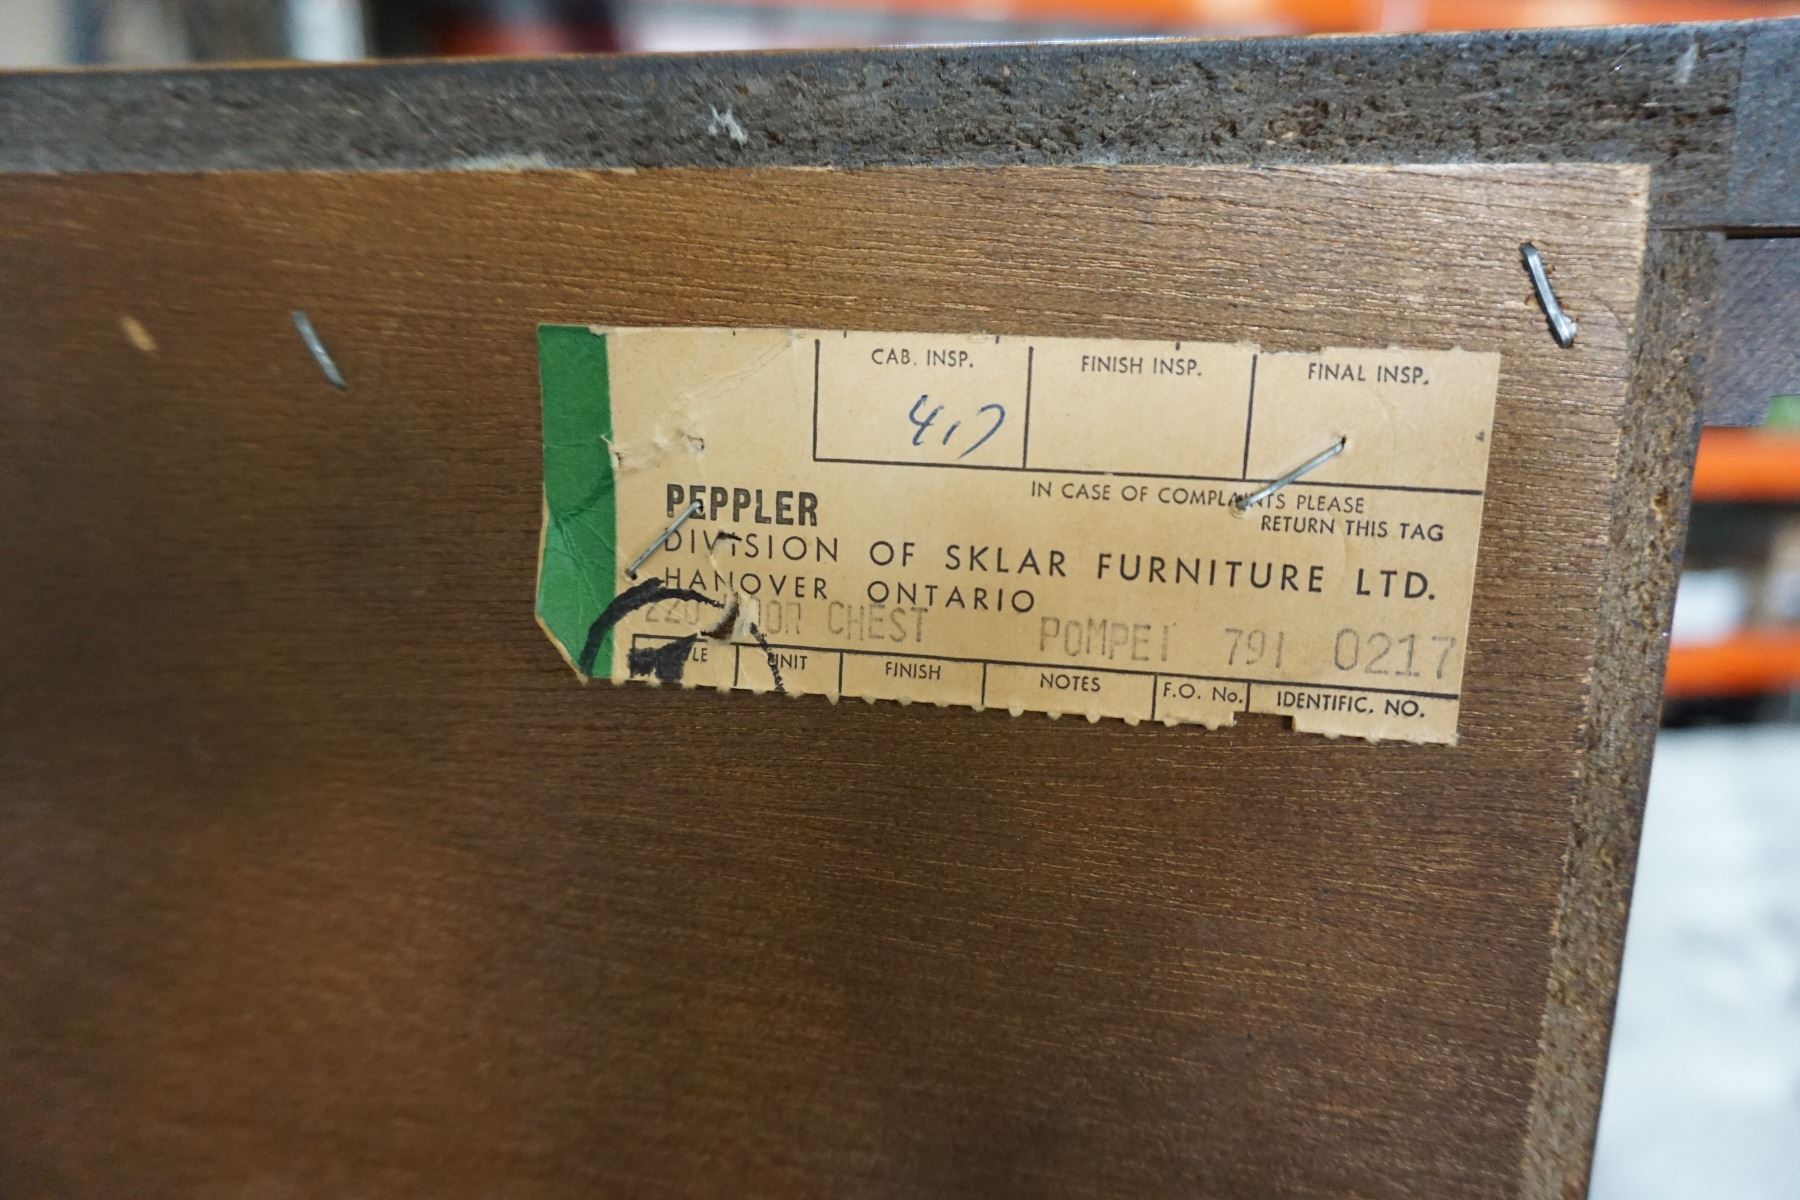 CAB. INSP. FINISH INSP. FINAL INSP.
IN CASE OF COMPLAINTS PLEASE
RETURN THIS TAG
PEPPLER
DIVISION OF SKLAR FURNITURE LTD.
HANOVER ONTARIO
220 CHEST POMPEI 791 0217
UNIT FINISH NOTES F.O. No. IDENTIFIC. NO.